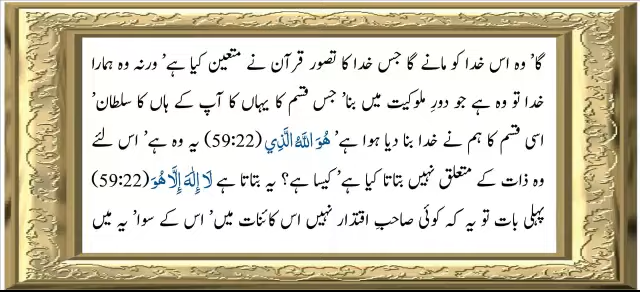 گا' وہ اس خدا کو مانے گا جس خدا کا تصور قرآن نے متعین کیا ہے' ورنہ وہ ہمارا
خدا تو وہ ہے جو دورِ ملوکیت میں بنا' جس قسم کا یہاں کا آپ کے ہاں کا سلطان'
اسی قسم کا ہم نے خدا بنا دیا ہوا ہے' هُوَ اللّٰهُ الَّذِي (59:22) یہ وہ ہے' اس لئے
وہ ذات کے متعلق نہیں بتاتا کیا ہے' کیسا ہے؟ یہ بتاتا ہے لَا إِلٰهَ إِلَّا هُوَ (59:22)
پہلی بات تو یہ کہ کوئی صاحبِ اقتدار نہیں اس کائنات میں' اس کے سوا' یہ میں